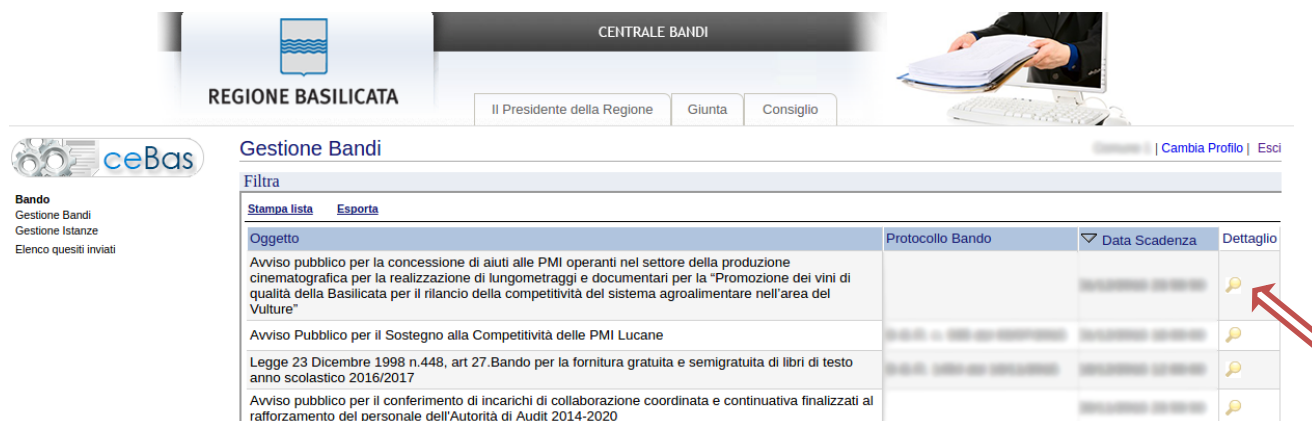 CENTRALE BANDI
REGIONE BASILICATA
Il Presidente della Regione
Giunta
Consiglio
ceBas
Gestione Bandi
| Cambia Profilo | Esci
Filtra
Bando
Gestione Bandi
Gestione Istanze
Elenco quesiti inviati
Stampa lista Esporta
Oggetto Protocollo Bando Data Scadenza Dettaglio
Avviso pubblico per la concessione di aiuti alle PMI operanti nel settore della produzione
cinematografica per la realizzazione di lungometraggi e documentari per la “Promozione dei vini di
qualità della Basilicata per il rilancio della competitività del sistema agroalimentare nell’area del
Vulture”
Avviso Pubblico per il Sostegno alla Competitività delle PMI Lucane
Legge 23 Dicembre 1998 n.448, art 27.Bando per la fornitura gratuita e semigratuita di libri di testo
anno scolastico 2016/2017
Avviso pubblico per il conferimento di incarichi di collaborazione coordinata e continuativa finalizzati al
rafforzamento del personale dell'Autorità di Audit 2014-2020